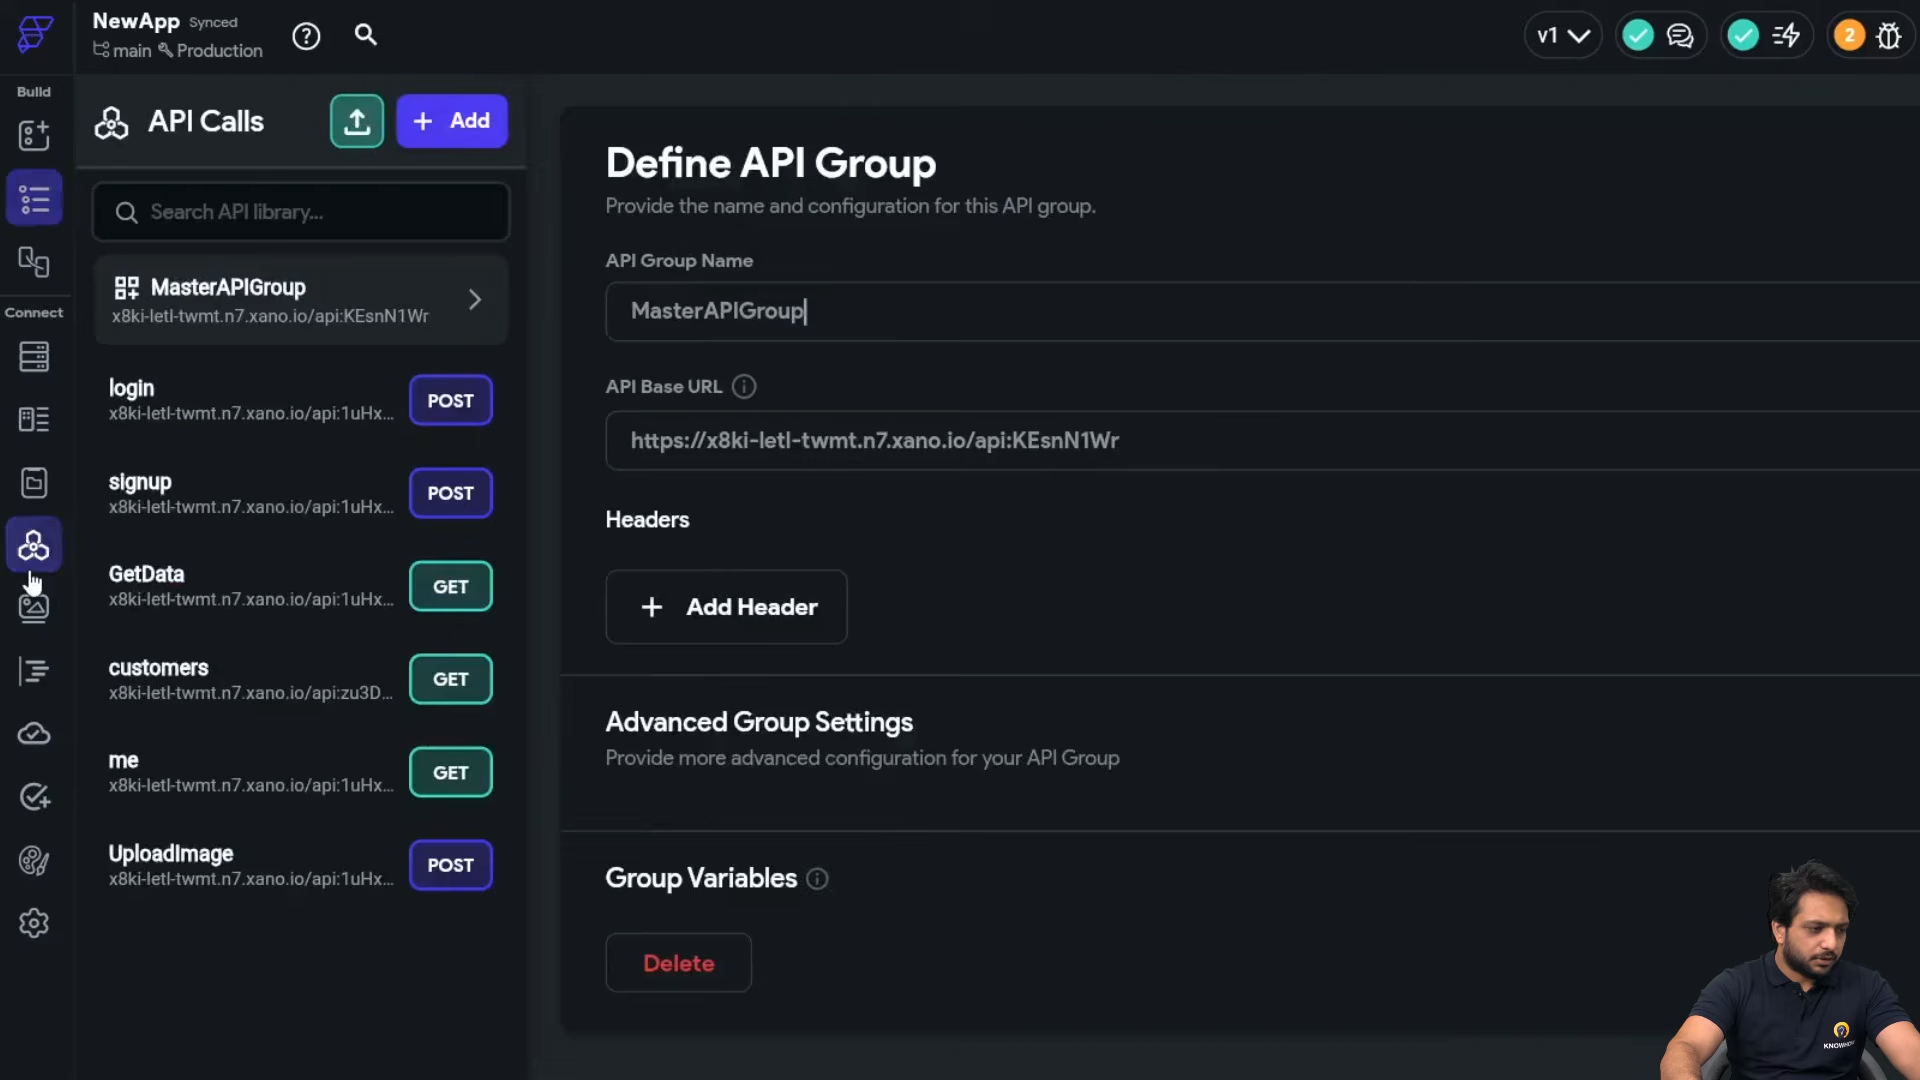 NewApp Synced
main Production
v1
2
Build
API Calls
+ Add
Search API library...
MasterAPIGroup
x8ki-letl-twmt.n7.xano.io/api:KEsnN1Wr
Connect
login
x8ki-letl-twmt.n7.xano.io/api:1uHx...
POST
signup
x8ki-letl-twmt.n7.xano.io/api:1uHx...
POST
GetData
x8ki-letl-twmt.n7.xano.io/api:1uHx...
GET
customers
x8ki-letl-twmt.n7.xano.io/api:zu3D...
GET
me
x8ki-letl-twmt.n7.xano.io/api:1uHx...
GET
UploadImage
x8ki-letl-twmt.n7.xano.io/api:1uHx...
POST
Define API Group
Provide the name and configuration for this API group.
API Group Name
MasterAPIGroup
API Base URL
https://x8ki-letl-twmt.n7.xano.io/api:KEsnN1Wr
Headers
+ Add Header
Advanced Group Settings
Provide more advanced configuration for your API Group
Group Variables
Delete